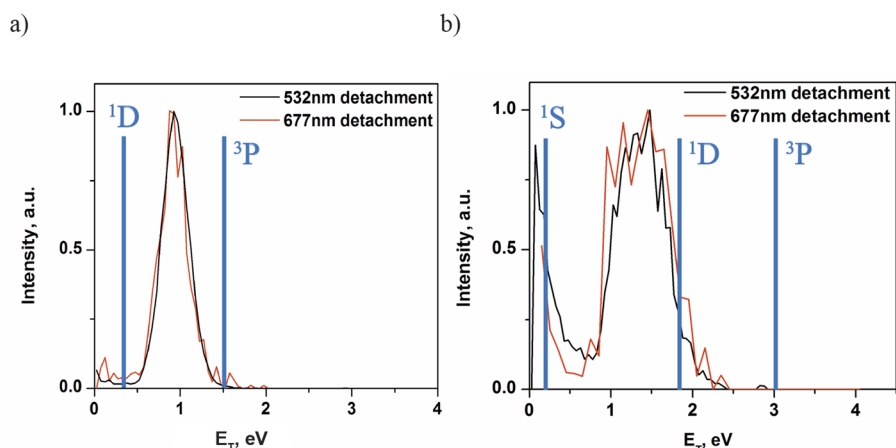 a)
b)
532nm detachment
677nm detachment
¹D
³P
1.0
0.5
0.0
Intensity, a.u.
0 1 2 3 4
E_T, eV
532nm detachment
677nm detachment
¹S
¹D
³P
1.0
0.5
0.0
Intensity, a.u.
0 1 2 3 4
E_T, eV